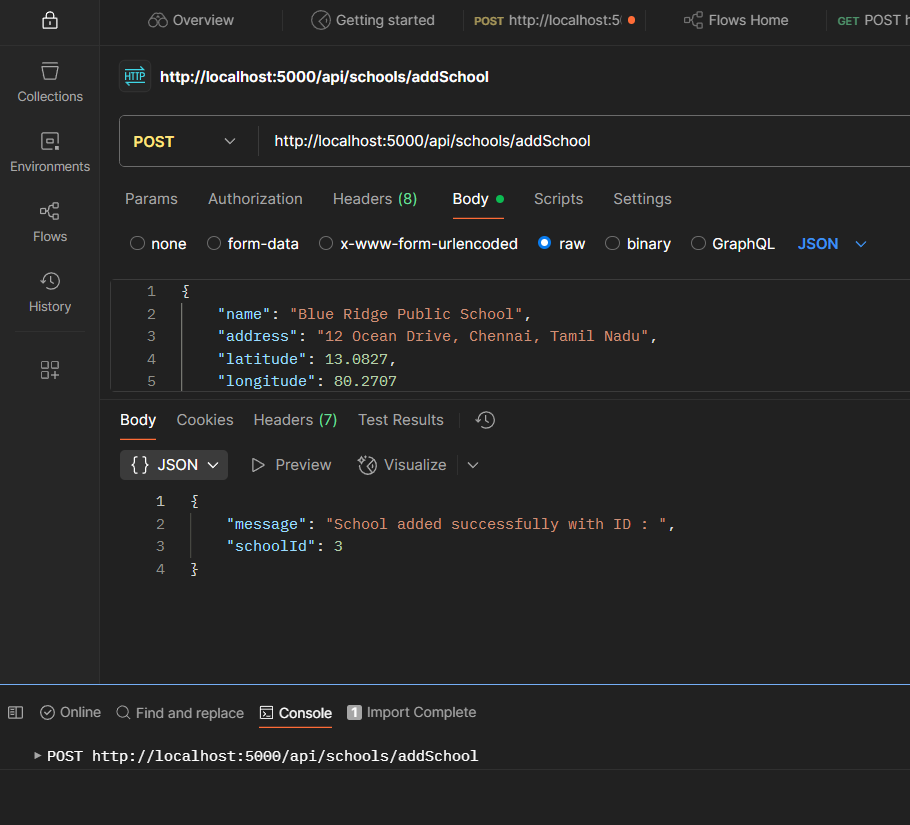 Overview Getting started POST http://localhost:5 Flows Home GET POST h
HTTP http://localhost:5000/api/schools/addSchool
Collections
Environments
Flows
History
POST http://localhost:5000/api/schools/addSchool
Params Authorization Headers (8) Body Scripts Settings
none form-data x-www-form-urlencoded raw binary GraphQL JSON
1 {
2 "name": "Blue Ridge Public School",
3 "address": "12 Ocean Drive, Chennai, Tamil Nadu",
4 "latitude": 13.0827,
5 "longitude": 80.2707
Body Cookies Headers (7) Test Results
{} JSON Preview Visualize
1 {
2 "message": "School added successfully with ID : ",
3 "schoolId": 3
4 }
Online Find and replace Console 1 Import Complete
POST http://localhost:5000/api/schools/addSchool